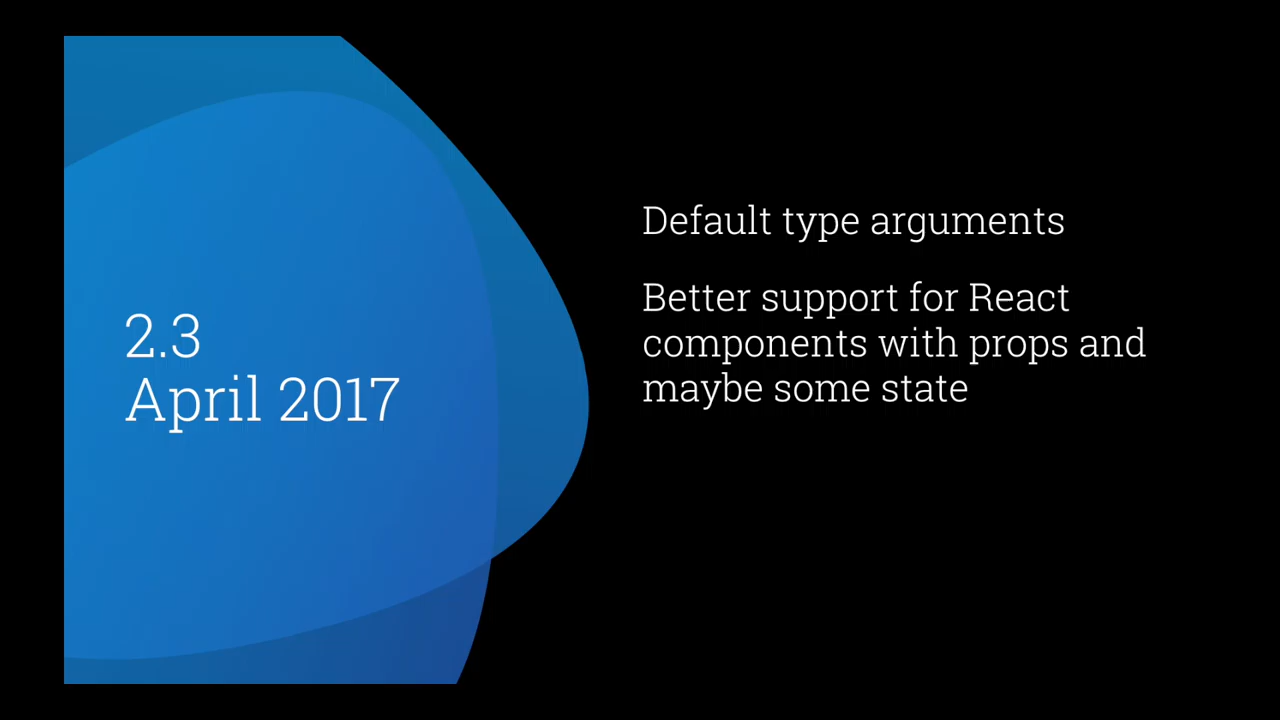 2.3
April 2017
Default type arguments
Better support for React
components with props and
maybe some state